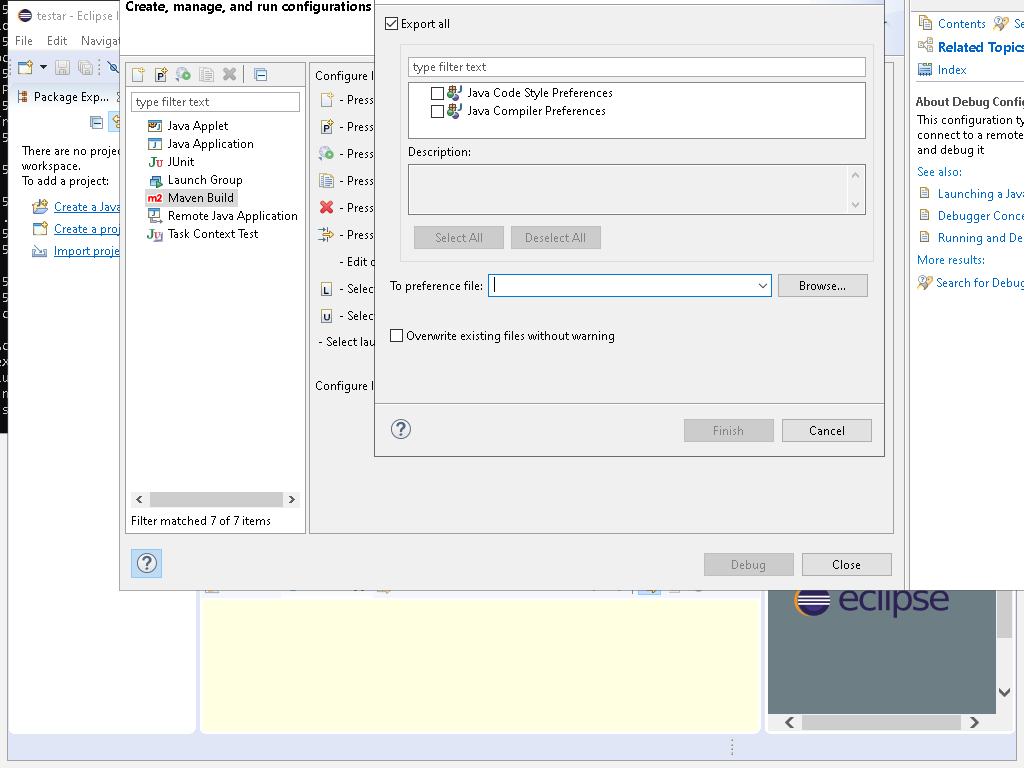 testar - Eclipse I
File Edit Navigat
Package Exp...
There are no proje
workspace.
To add a project:
Create a Java
Create a proj
Import proje
Create, manage, and run configurations
type filter text
Java Applet
Java Application
JUnit
Launch Group
m2 Maven Build
Remote Java Application
Task Context Test
Filter matched 7 of 7 items
Configure l
- Press
- Press
- Press
- Press
- Press
- Press
- Edit o
- Selec
- Selec
- Select lau
Configure l
Debug
Close
Export all
type filter text
Java Code Style Preferences
Java Compiler Preferences
Description:
Select All
Deselect All
To preference file:
Browse...
Overwrite existing files without warning
Finish
Cancel
Contents Se
Related Topics
Index
About Debug Config
This configuration ty
connect to a remote
and debug it
See also:
Launching a Java
Debugger Conce
Running and De
More results:
Search for Debug
eclipse